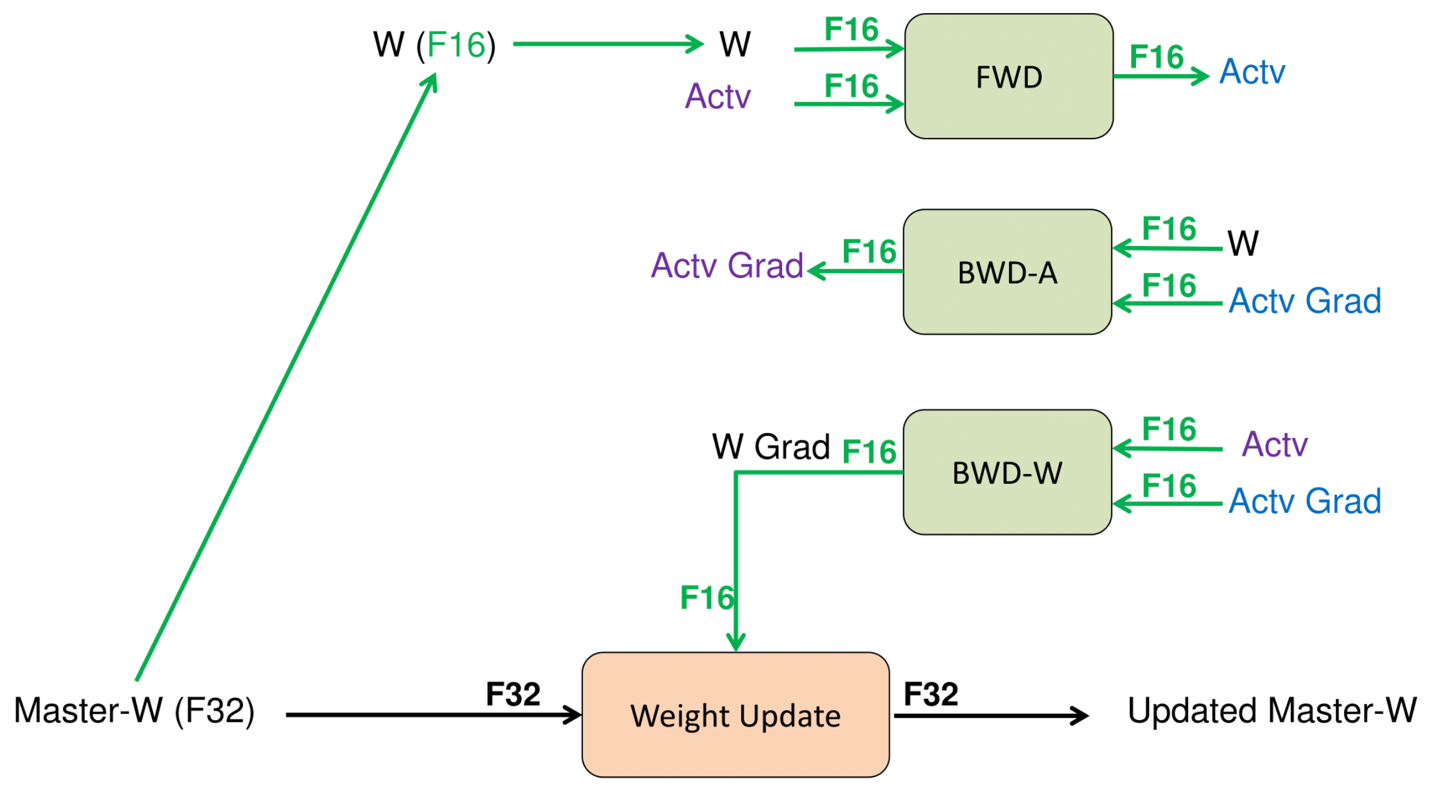 W (F16)
W
F16
Actv
F16
FWD
F16
Actv
Actv Grad
F16
BWD-A
F16
W
F16
Actv Grad
W Grad
F16
BWD-W
F16
Actv
F16
Actv Grad
F16
Master-W (F32)
F32
Weight Update
F32
Updated Master-W